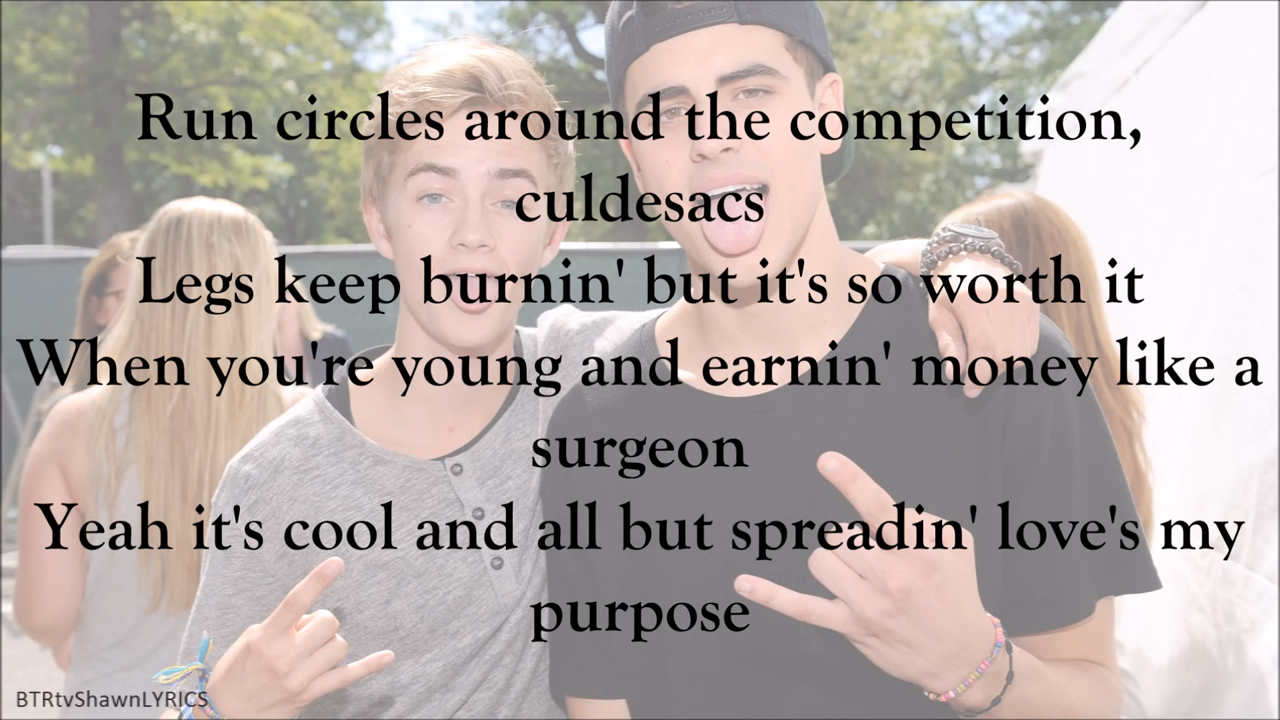 Run circles around the competition,
culdesacs
Legs keep burnin' but it's so worth it
When you're young and earnin' money like a
surgeon
Yeah it's cool and all but spreadin' love's my
purpose
BTRtvShawnLYRICS